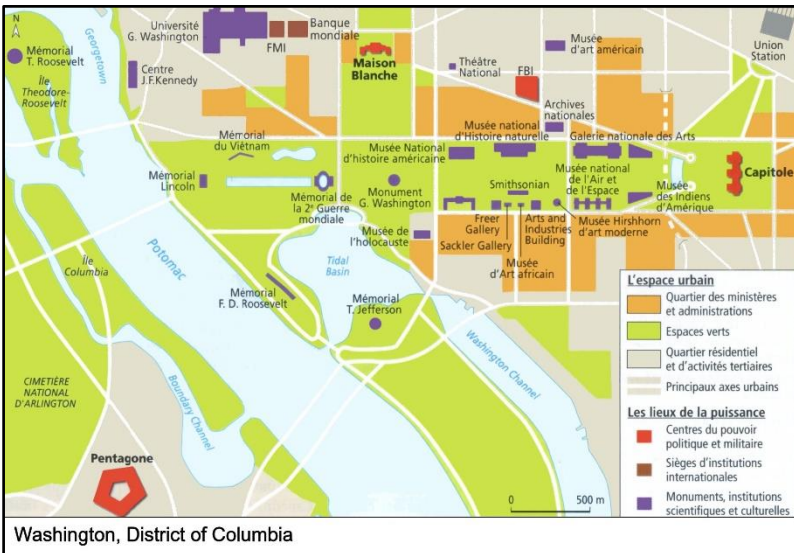 N
Georgetown
Université
G. Washington
FMI
Banque
mondiale
Maison
Blanche
Musée
d'art américain
Union
Station
Mémorial
T. Roosevelt
Île
Theodore-
Roosevelt
Centre
J.F.Kennedy
Théâtre
National
FBI
Archives
nationales
Mémorial
du Viêtnam
Musée National
d'histoire américaine
Musée national
d'Histoire naturelle
Galerie nationale des Arts
Mémorial
Lincoln
Mémorial de
la 2e Guerre
mondiale
Monument
G. Washington
Smithsonian
Musée national
de l'Air et
de l'Espace
Capitole
Musée
des Indiens
d'Amérique
Freer
Gallery
Sackler Gallery
Arts and
Industries
Building
Musée Hirshhorn
d'art moderne
Musée
d'Art africain
Musée de
l'holocauste
Potomac
Île
Columbia
Tidal
Basin
Mémorial
F. D. Roosevelt
Mémorial
T. Jefferson
Washington Channel
Boundary Channel
CIMETIÈRE
NATIONAL
D'ARLINGTON
Pentagone
0
500 m
L'espace urbain
Quartier des ministères
et administrations
Espaces verts
Quartier résidentiel
et d'activités tertiaires
Principaux axes urbains
Les lieux de la puissance
Centres du pouvoir
politique et militaire
Sièges d'institutions
internationales
Monuments, institutions
scientifiques et culturelles
Washington, District of Columbia